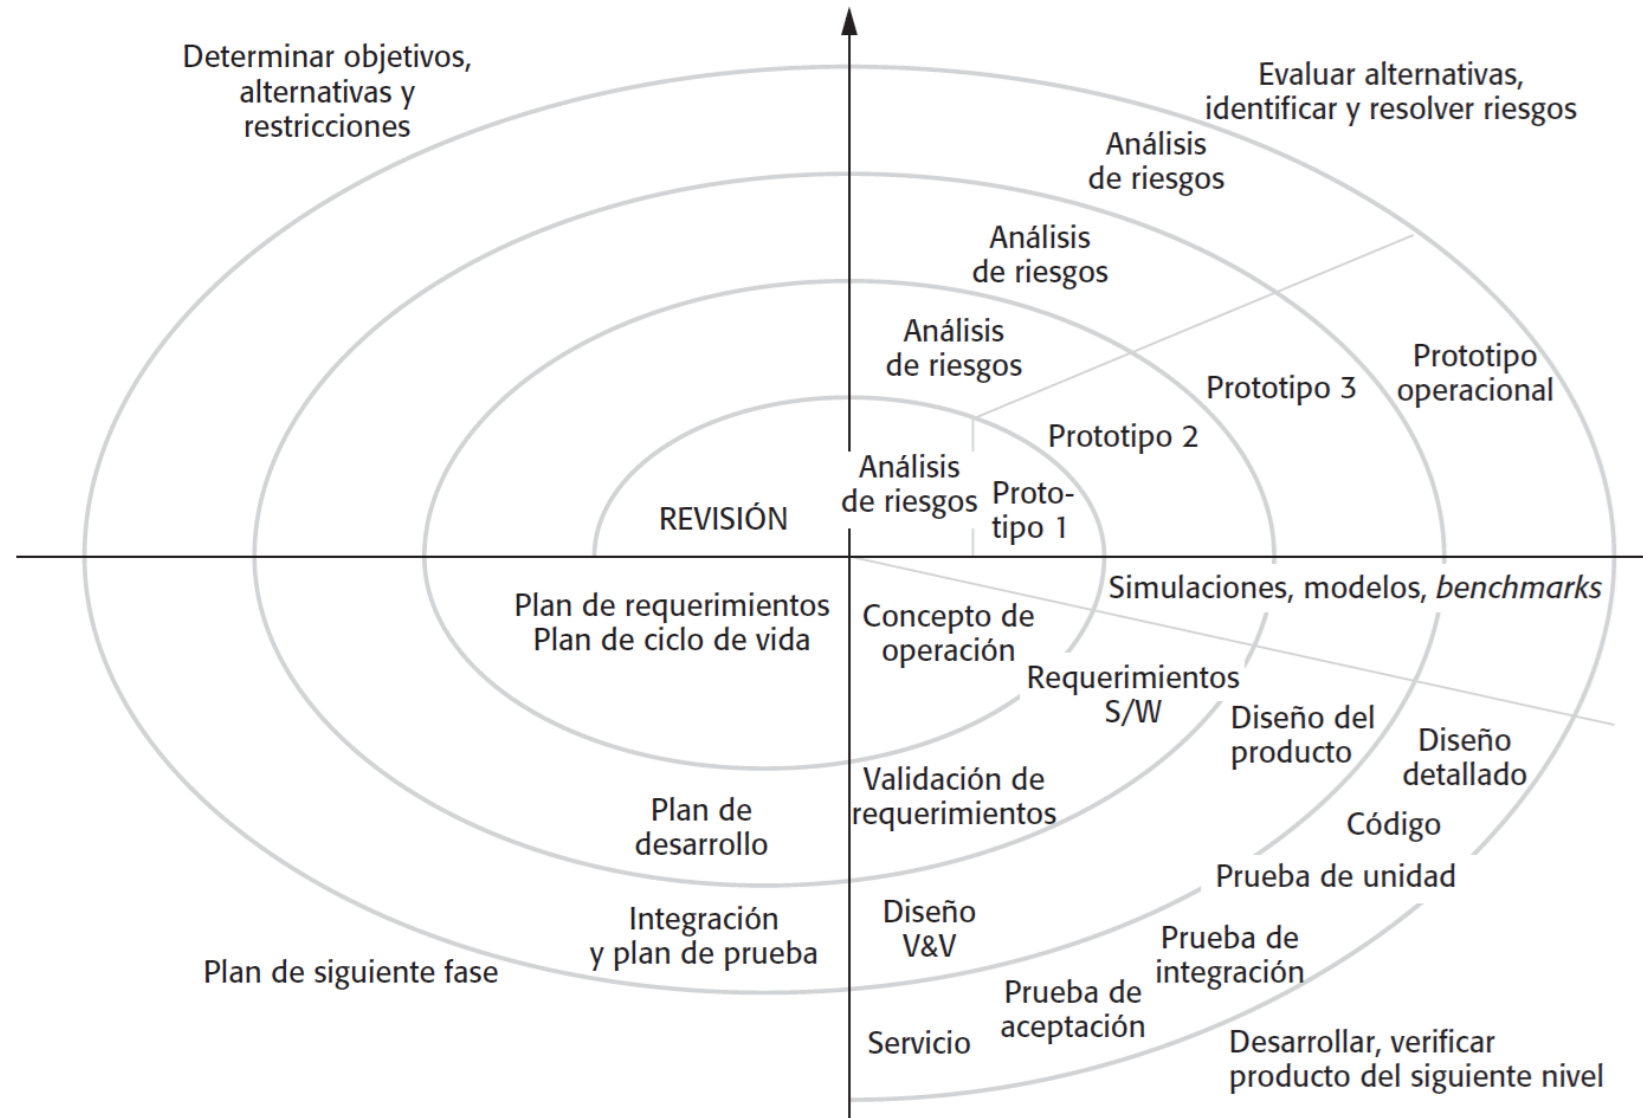 Determinar objetivos,
alternativas y
restricciones
Evaluar alternativas,
identificar y resolver riesgos
Análisis
de riesgos
Análisis
de riesgos
Análisis
de riesgos
Prototipo
operacional
Prototipo 3
Prototipo 2
Análisis
de riesgos
Proto-
tipo 1
REVISIÓN
Simulaciones, modelos, benchmarks
Plan de requerimientos
Plan de ciclo de vida
Concepto de
operación
Requerimientos
S/W
Diseño del
producto
Diseño
detallado
Validación de
requerimientos
Plan de
desarrollo
Código
Prueba de unidad
Integración
y plan de prueba
Diseño
V&V
Prueba de
integración
Plan de siguiente fase
Prueba de
aceptación
Servicio
Desarrollar, verificar
producto del siguiente nivel